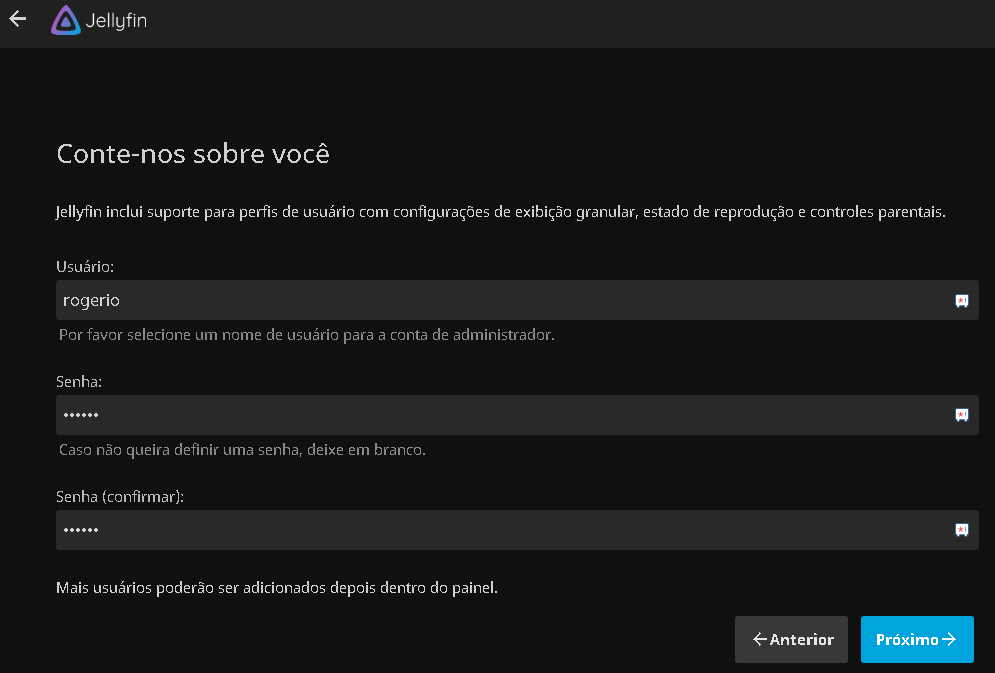 Jellyfin
Conte-nos sobre você
Jellyfin inclui suporte para perfis de usuário com configurações de exibição granular, estado de reprodução e controles parentais.
Usuário:
rogerio
Por favor selecione um nome de usuário para a conta de administrador.
Senha:
••••••
Caso não queira definir uma senha, deixe em branco.
Senha (confirmar):
••••••
Mais usuários poderão ser adicionados depois dentro do painel.
←Anterior
Próximo→